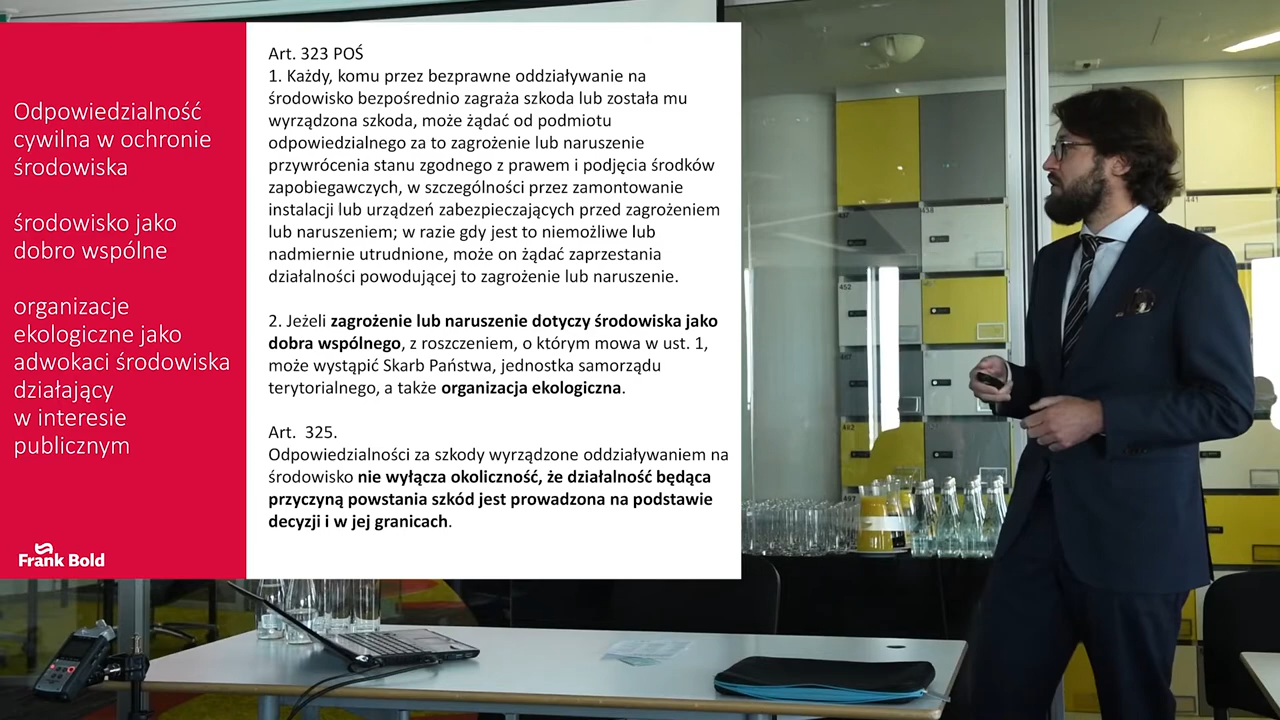 Odpowiedzialność
cywilna w ochronie
środowiska
środowisko jako
dobro wspólne
organizacje
ekologiczne jako
adwokaci środowiska
działający
w interesie
publicznym
Frank Bold
Art. 323 POŚ
1. Każdy, komu przez bezprawne oddziaływanie na
środowisko bezpośrednio zagraża szkoda lub została mu
wyrządzona szkoda, może żądać od podmiotu
odpowiedzialnego za to zagrożenie lub naruszenie
przywrócenia stanu zgodnego z prawem i podjęcia środków
zapobiegawczych, w szczególności przez zamontowanie
instalacji lub urządzeń zabezpieczających przed zagrożeniem
lub naruszeniem; w razie gdy jest to niemożliwe lub
nadmiernie utrudnione, może on żądać zaprzestania
działalności powodującej to zagrożenie lub naruszenie.
2. Jeżeli zagrożenie lub naruszenie dotyczy środowiska jako
dobra wspólnego, z roszczeniem, o którym mowa w ust. 1,
może wystąpić Skarb Państwa, jednostka samorządu
terytorialnego, a także organizacja ekologiczna.
Art. 325.
Odpowiedzialności za szkody wyrządzone oddziaływaniem na
środowisko nie wyłącza okoliczność, że działalność będąca
przyczyną powstania szkód jest prowadzona na podstawie
decyzji i w jej granicach.
452
497